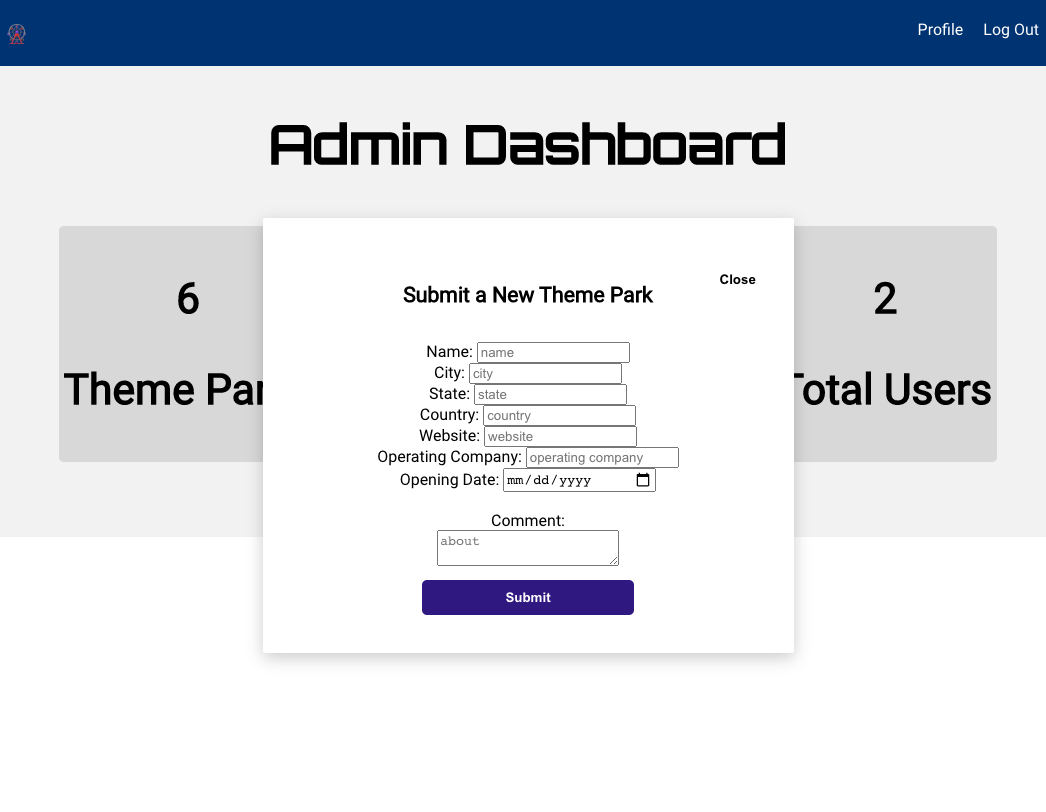 Profile Log Out
Admin Dashboard
6
Theme Par
2
Total Users
Close
Submit a New Theme Park
Name: name
City: city
State: state
Country: country
Website: website
Operating Company: operating company
Opening Date: mm/dd/yyyy
Comment:
about
Submit